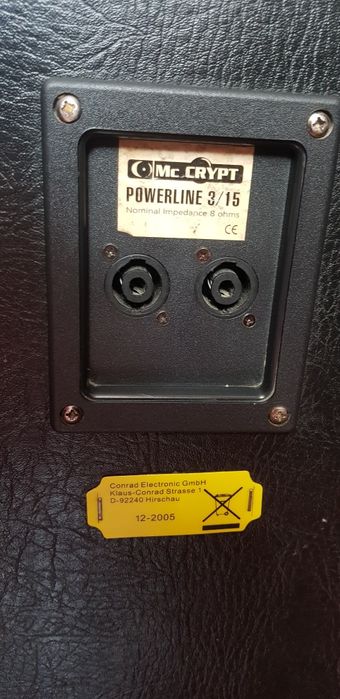 Mc CRYPT
POWERLINE 3/15
Nominal Impedance 8 ohms
CE
Conrad Electronic GmbH
Klaus-Conrad Strasse 1
D-92240 Hirschau
12-2005